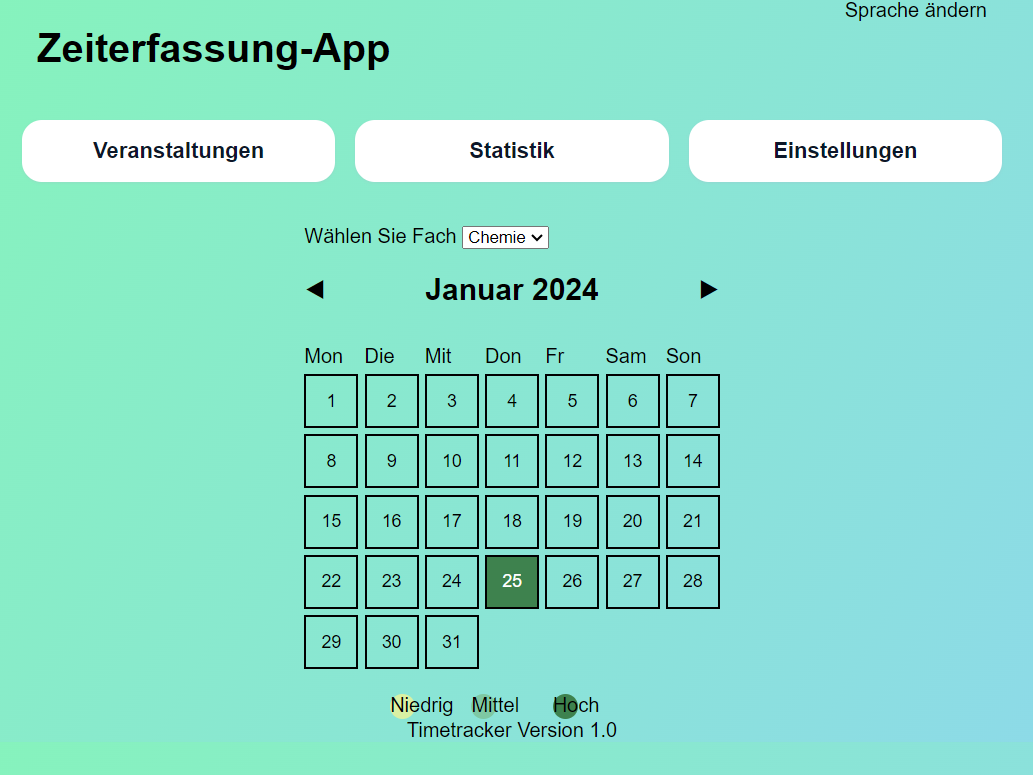 Sprache ändern
Zeiterfassung-App
Veranstaltungen Statistik Einstellungen
Wählen Sie Fach Chemie
◄ Januar 2024 ►
Mon Die Mit Don Fr Sam Son
1 2 3 4 5 6 7
8 9 10 11 12 13 14
15 16 17 18 19 20 21
22 23 24 25 26 27 28
29 30 31
Niedrig Mittel Hoch
Timetracker Version 1.0